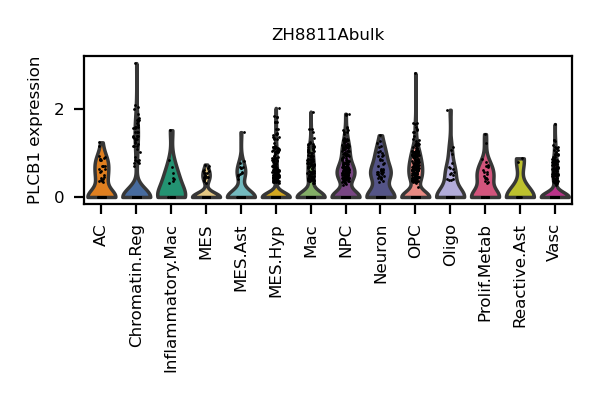 ZH8811Abulk
PLCB1 expression
2
0
AC
Chromatin.Reg
Inflammatory.Mac
MES
MES.Ast
MES.Hyp
Mac
NPC
Neuron
OPC
Oligo
Prolif.Metab
Reactive.Ast
Vasc